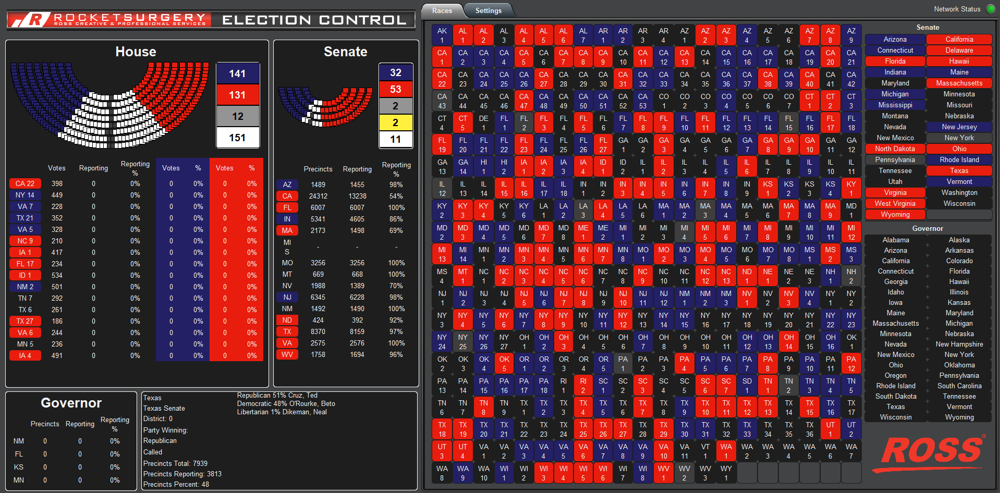 ROCKETSURGERY
ROSS CREATIVE & PROFESSIONAL SERVICES
ELECTION CONTROL
House
141
131
12
151
Votes Reporting Reporting % Votes % Votes %
CA 22 398 0 0% 0 0% 0 0%
NY 14 449 0 0% 0 0% 0 0%
VA 7 228 0 0% 0 0% 0 0%
TX 21 352 0 0% 0 0% 0 0%
VA 5 328 0 0% 0 0% 0 0%
NC 9 210 0 0% 0 0% 0 0%
IA 1 417 0 0% 0 0% 0 0%
FL 17 234 0 0% 0 0% 0 0%
ID 1 534 0 0% 0 0% 0 0%
NM 2 501 0 0% 0 0% 0 0%
TN 7 292 0 0% 0 0% 0 0%
TX 6 261 0 0% 0 0% 0 0%
TX 27 186 0 0% 0 0% 0 0%
VA 6 244 0 0% 0 0% 0 0%
MN 5 236 0 0% 0 0% 0 0%
IA 4 491 0 0% 0 0% 0 0%
Senate
32
53
2
2
11
Precincts Reporting Reporting %
AZ 1489 1455 98%
CA 24312 13238 54%
FL 6007 6007 100%
IN 5341 4605 86%
MA 2173 1498 69%
MI
S - - -
MO 3256 3256 100%
MT 669 668 100%
NV 1988 1389 70%
NJ 6345 6228 98%
NM 1492 1490 100%
ND 424 392 92%
TX 8370 8159 97%
VA 2575 2576 100%
WV 1758 1694 96%
Governor
Precincts Reporting Reporting %
NM 0 0 0%
FL 0 0 0%
KS 0 0 0%
MN 0 0 0%
Texas
Texas Senate
District: 0
Party Winning:
Republican
Called
Precincts Total: 7939
Precincts Reporting: 3813
Precincts Percent: 48
Republican 51% Cruz, Ted
Democratic 48% O'Rourke, Beto
Libertarian 1% Dikeman, Neal
Races Settings
Network Status
AK AL AL AL AL AL AL AL AR AR AR AR AZ AZ AZ AZ AZ AZ AZ AZ AZ
1 1 2 3 4 5 6 7 1 2 3 4 1 2 3 4 5 6 7 8 9
CA CA CA CA CA CA CA CA CA CA CA CA CA CA CA CA CA CA CA CA CA
1 2 3 4 5 6 7 8 9 10 11 12 13 14 15 16 17 18 19 20 21
CA CA CA CA CA CA CA CA CA CA CA CA CA CA CA CA CA CA CA CA CA
22 23 24 25 26 27 28 29 30 31 32 33 34 35 36 37 38 39 40 41 42
CA CA CA CA CA CA CA CA CA CA CA CO CO CO CO CO CO CO CT CT CT
43 44 45 46 47 48 49 50 51 52 53 1 2 3 4 5 6 7 1 2 3
CT CT DE FL FL FL FL FL FL FL FL FL FL FL FL FL FL FL FL FL FL
4 5 1 1 2 3 4 5 6 7 8 9 10 11 12 13 14 15 16 17 18
FL FL FL FL FL FL FL FL FL GA GA GA GA GA GA GA GA GA GA GA GA
19 20 21 22 23 24 25 26 27 1 2 3 4 5 6 7 8 9 10 11 12
GA GA HI HI IA IA IA IA ID ID IL IL IL IL IL IL IL IL IL IL IL
13 14 1 2 1 2 3 4 1 2 1 2 3 4 5 6 7 8 9 10 11
IL IL IL IL IL IL IL IN IN IN IN IN IN IN IN IN KS KS KS KS KY
12 13 14 15 16 17 18 1 2 3 4 5 6 7 8 9 1 2 3 4 1
KY KY KY KY KY LA LA LA LA LA LA MA MA MA MA MA MA MA MA MA MD
2 3 4 5 6 1 2 3 4 5 6 1 2 3 4 5 6 7 8 9 1
MD MD MD MD MD MD MD ME ME MI MI MI MI MI MI MI MI MI MI MI MI
2 3 4 5 6 7 8 1 2 1 2 3 4 5 6 7 8 9 10 11 12
MI MI MN MN MN MN MN MN MN MN MO MO MO MO MO MO MO MO MS MS MS
13 14 1 2 3 4 5 6 7 8 1 2 3 4 5 6 7 8 1 2 3
MS MT NC NC NC NC NC NC NC NC NC NC NC NC NC ND NE NE NE NH NH
4 1 1 2 3 4 5 6 7 8 9 10 11 12 13 1 1 2 3 1 2
NJ NJ NJ NJ NJ NJ NJ NJ NJ NJ NJ NJ NM NM NM NV NV NV NV NY NY
1 2 3 4 5 6 7 8 9 10 11 12 1 2 3 1 2 3 4 1 2
NY NY NY NY NY NY NY NY NY NY NY NY NY NY NY NY NY NY NY NY NY
3 4 5 6 7 8 9 10 11 12 13 14 15 16 17 18 19 20 21 22 23
NY NY NY NY OH OH OH OH OH OH OH OH OH OH OH OH OH OH OH OH OK
24 25 26 27 1 2 3 4 5 6 7 8 9 10 11 12 13 14 15 16 1
OK OK OK OK OR OR OR OR OR PA PA PA PA PA PA PA PA PA PA PA PA
2 3 4 5 1 2 3 4 5 1 2 3 4 5 6 7 8 9 10 11 12
PA PA PA PA PA PA RI RI SC SC SC SC SC SC SC SD TN TN TN TN TN
13 14 15 16 17 18 1 2 1 2 3 4 5 6 7 1 1 2 3 4 5
TN TN TN TN TX TX TX TX TX TX TX TX TX TX TX TX TX TX TX TX TX
6 7 8 9 1 2 3 4 5 6 7 8 9 10 11 12 13 14 15 16 17
TX TX TX TX TX TX TX TX TX TX TX TX TX TX TX TX TX TX TX UT UT
18 19 20 21 22 23 24 25 26 27 28 29 30 31 32 33 34 35 36 1 2
UT UT VA VA VA VA VA VA VA VA VA VA VA VT WA WA WA WA WA WA WA
3 4 1 2 3 4 5 6 7 8 9 10 11 1 1 2 3 4 5 6 7
WA WA WA WI WI WI WI WI WI WI WI WV WV WV WY
8 9 10 1 2 3 4 5 6 7 8 1 2 3 1
Senate
Arizona California
Connecticut Delaware
Florida Hawaii
Indiana Maine
Maryland Massachusetts
Michigan Minnesota
Mississippi Missouri
Montana Nebraska
Nevada New Jersey
New Mexico New York
North Dakota Ohio
Pennsylvania Rhode Island
Tennessee Texas
Utah Vermont
Virginia Washington
West Virginia Wisconsin
Wyoming
Governor
Alabama Alaska
Arizona Arkansas
California Colorado
Connecticut Florida
Georgia Hawaii
Idaho Illinois
Iowa Kansas
Maine Maryland
Massachusetts Michigan
Minnesota Nebraska
Nevada New Hampshire
New Mexico New York
Ohio Oklahoma
Oregon Pennsylvania
Rhode Island South Carolina
South Dakota Tennessee
Texas Vermont
Wisconsin Wyoming
ROSS®